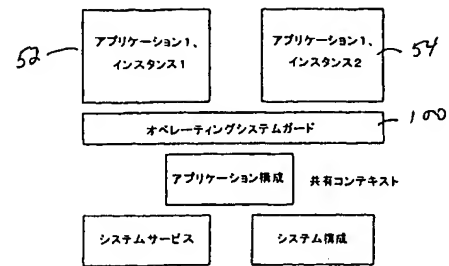 アプリケーション1、
インスタンス1
52
アプリケーション1、
インスタンス2
54
オペレーティングシステムガード
100
アプリケーション構成
共有コンテキスト
システムサービス
システム構成